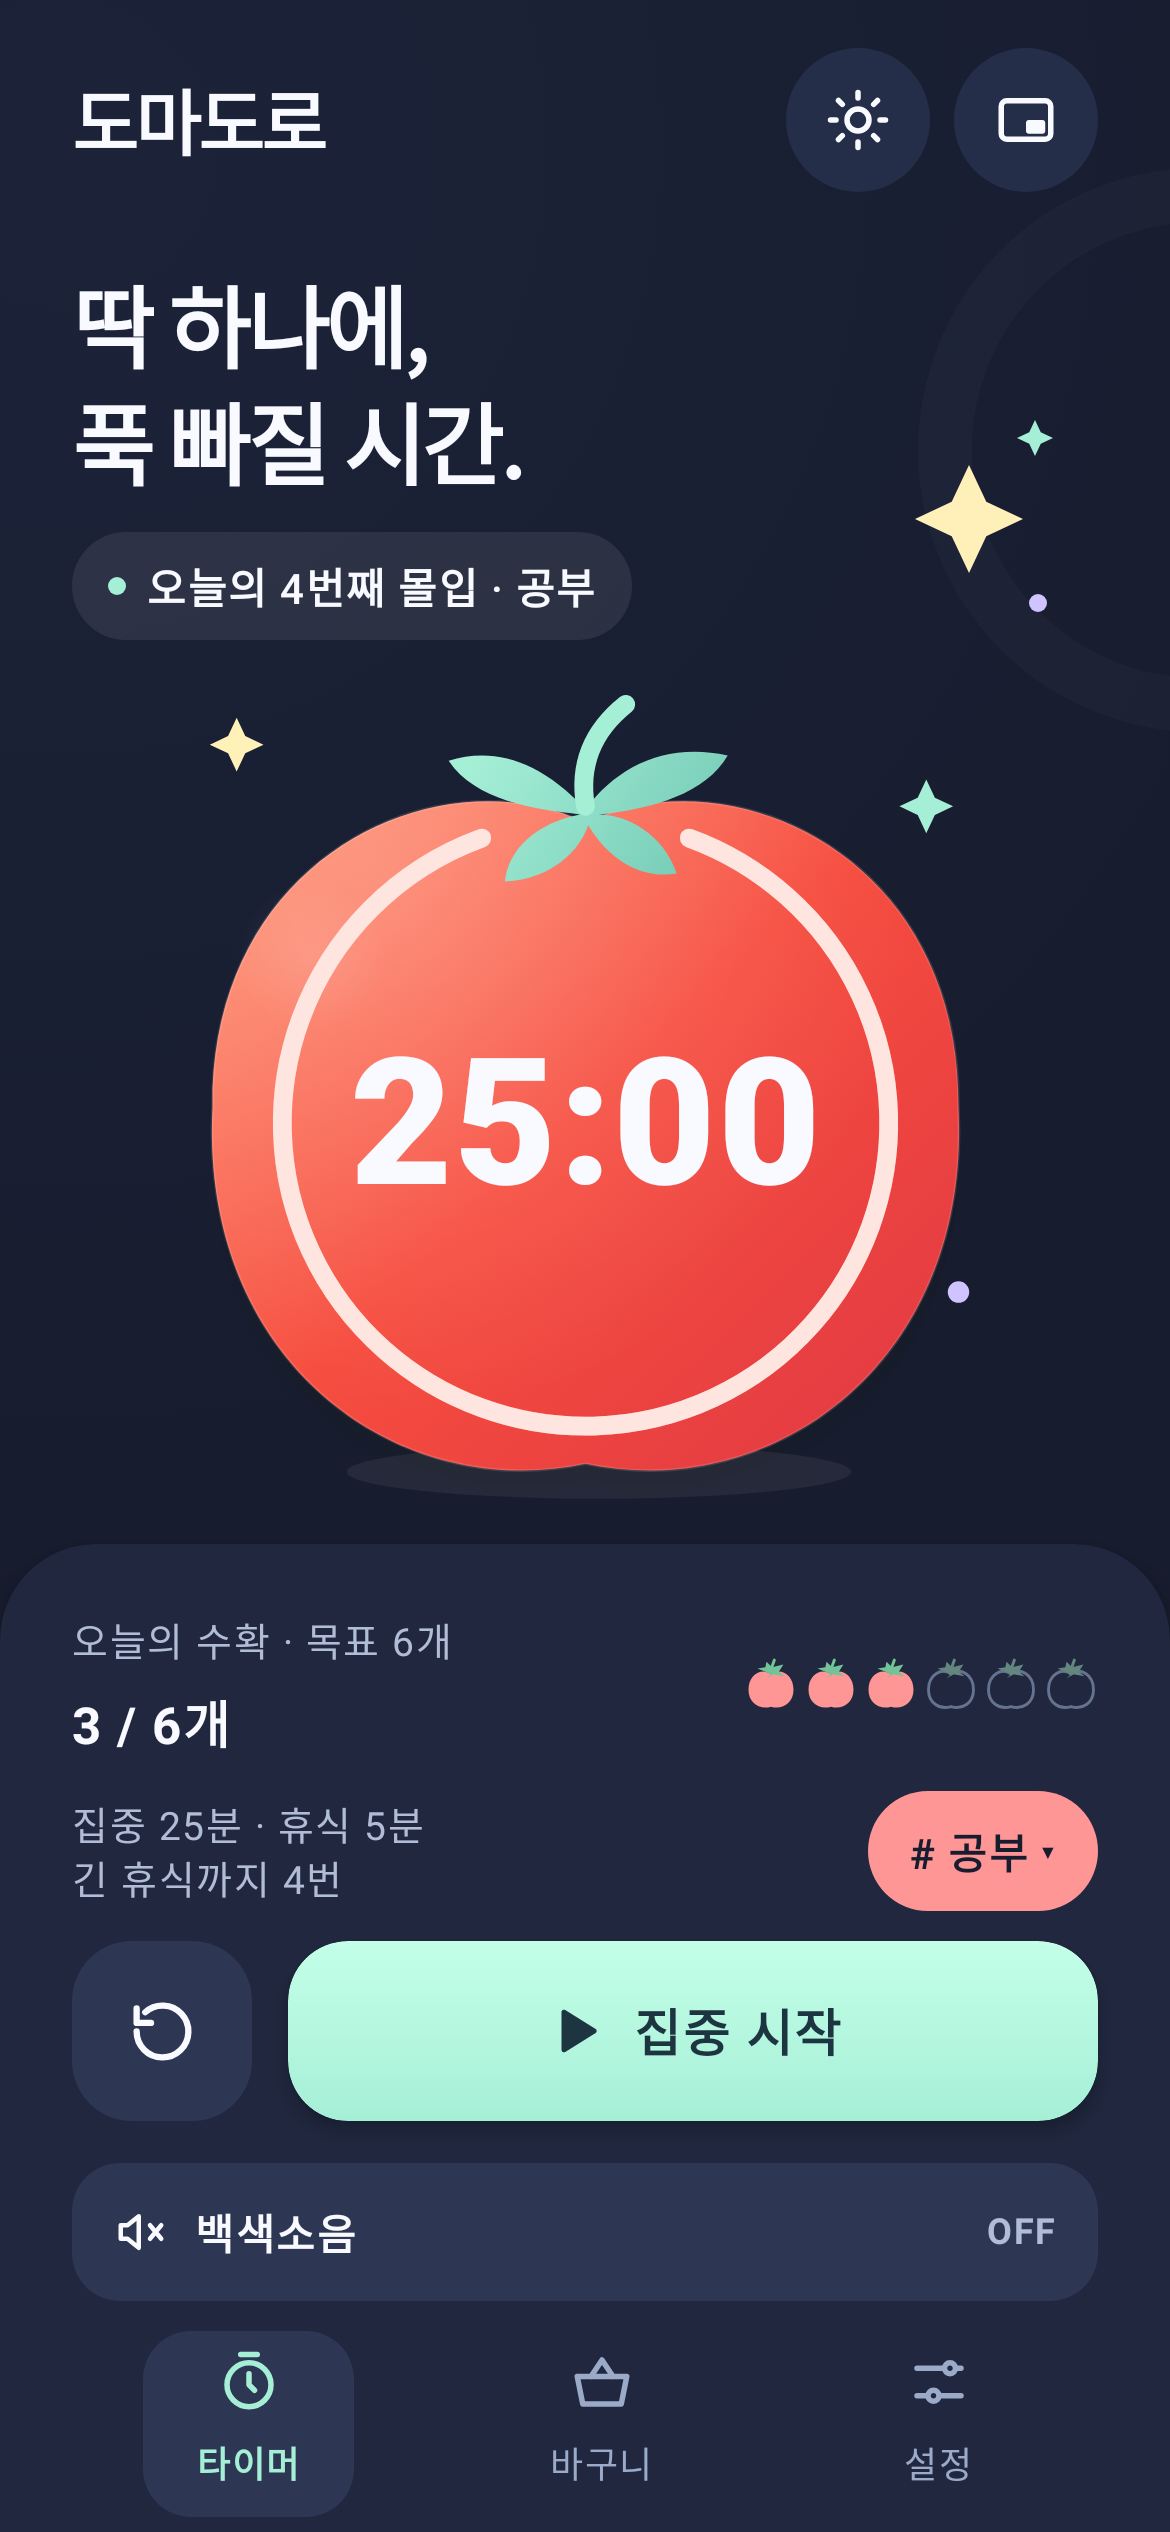 도마도로
딱 하나에,
푹 빠질 시간.
오늘의 4번째 몰입 · 공부
25:00
오늘의 수확 · 목표 6개
3 / 6개
집중 25분 · 휴식 5분
긴 휴식까지 4번
# 공부 ▾
집중 시작
백색소음
OFF
타이머
바구니
설정